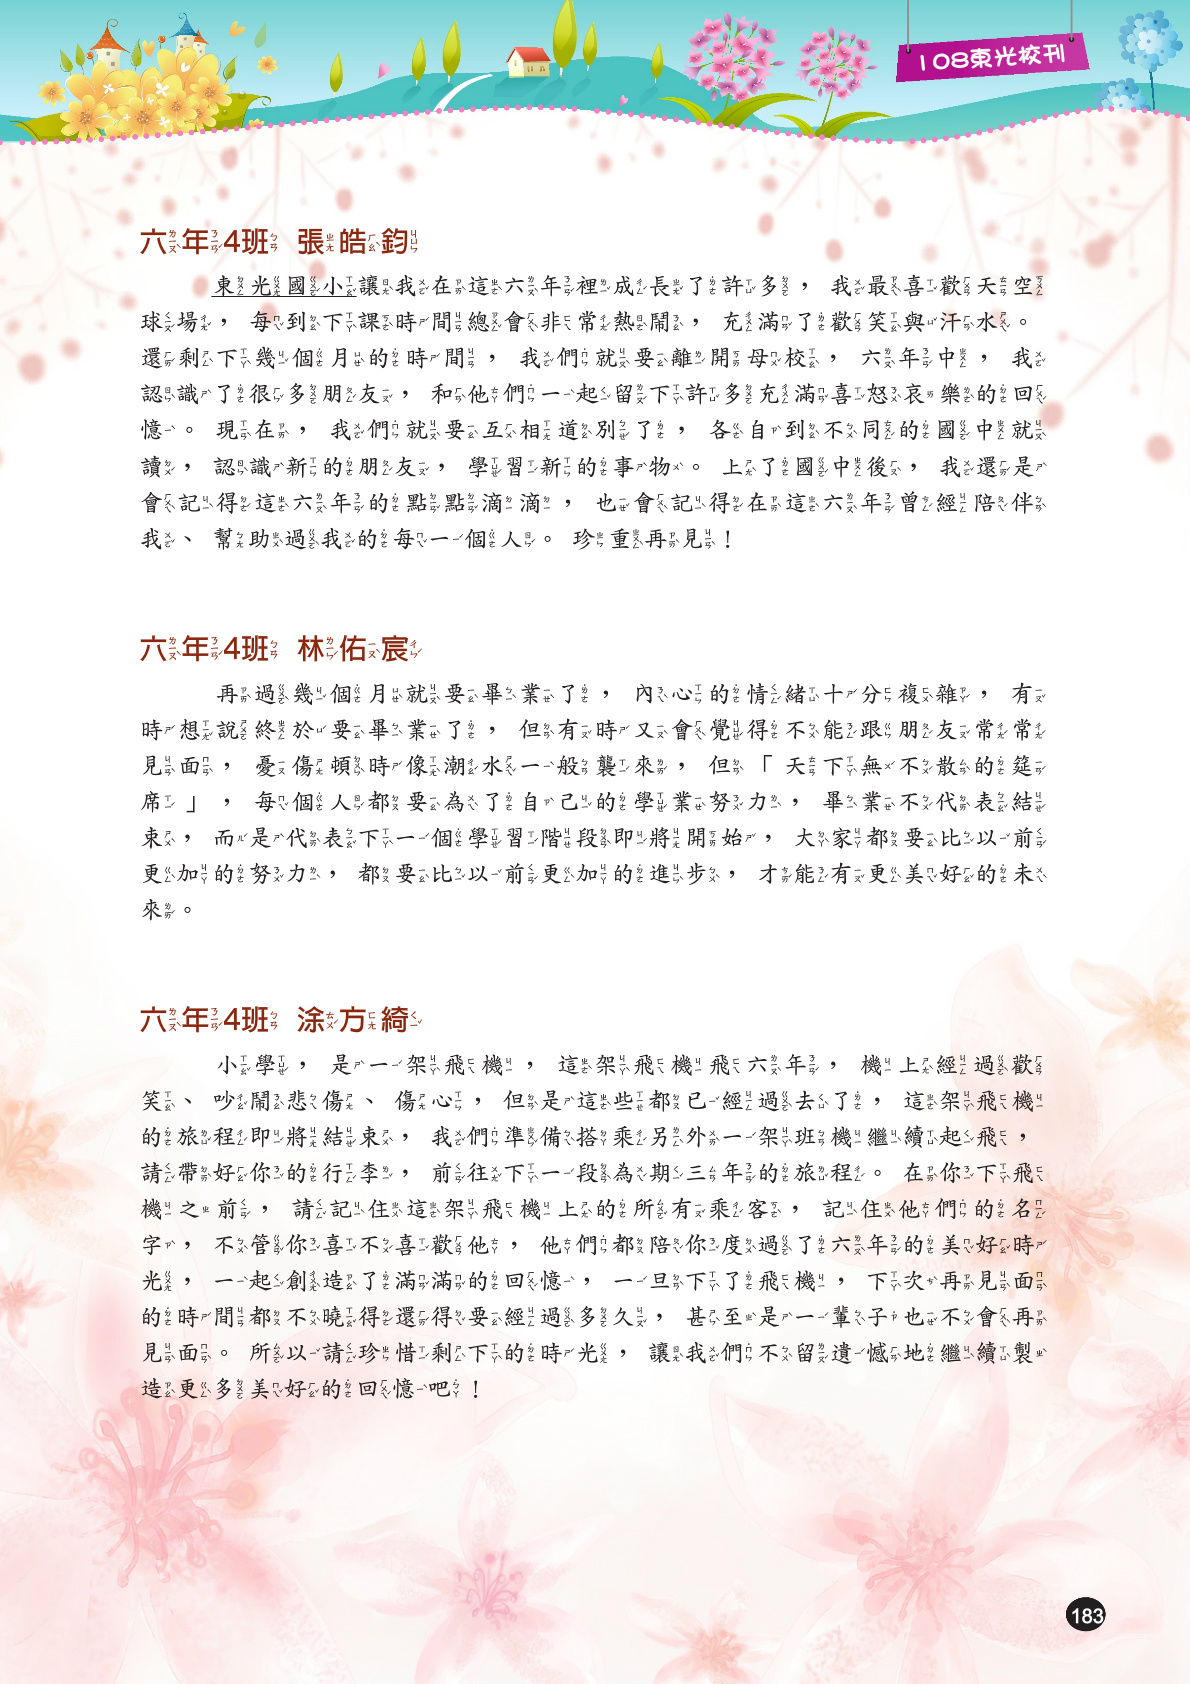 108東光校刊
六年4班 張皓鈞
東光國小讓我在這六年裡成長了許多，我最喜歡天空
球場，每到下課時間總會非常熱鬧，充滿了歡笑與汗水。
還剩下幾個月的時間，我們就要離開母校，六年中，我
認識了很多朋友，和他們一起留下許多充滿喜怒哀樂的回
憶。現在，我們就要互相道別了，各自到不同的國中就
讀，認識新的朋友，學習新的事物。上了國中後，我還是
會記得這六年的點點滴滴，也會記得在這六年曾經陪伴
我、幫助過我的每一個人。珍重再見！
六年4班 林佑宸
再過幾個月就要畢業了，內心的情緒十分複雜，有
時想說終於要畢業了，但有時又會覺得不能跟朋友常常
見面，憂傷頓時像潮水一般襲來，但「天下無不散的筵
席」，每個人都要為了自己的學業努力，畢業不代表結
束，而是代表下一個學習階段即將開始，大家都要比以前
更加的努力，都要比以前更加的進步，才能有更美好的未
來。
六年4班 涂方綺
小學，是一架飛機，這架飛機飛六年，機上經過歡
笑、吵鬧悲傷、傷心，但是這些都已經過去了，這架飛機
的旅程即將結束，我們準備搭乘另外一架班機繼續起飛，
請帶好你的行李，前往下一段為期三年的旅程。在你下飛
機之前，請記住這架飛機上的所有乘客，記住他們的名
字，不管你喜不喜歡他，他們都陪你度過了六年的美好時
光，一起創造了滿滿的回憶，一旦下了飛機，下次再見面
的時間都不曉得還得要經過多久，甚至是一輩子也不會再
見面。所以請珍惜剩下的時光，讓我們不留遺憾地繼續製
造更多美好的回憶吧！
183